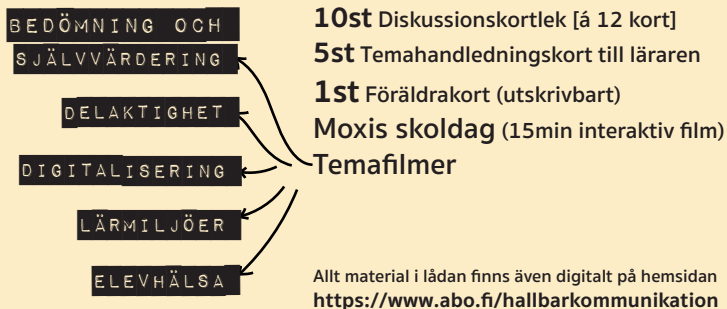 BEDÖMNING OCH
SJÄLVVÄRDERING
DELAKTIGHET
DIGITALISERING
LÄRMILJÖER
ELEVHÄLSA
10st Diskussionskortlek [á 12 kort]
5st Temahandledningskort till läraren
1st Föräldrakort (utskrivbart)
Moxis skoldag (15min interaktiv film)
Temafilmer
Allt material i lådan finns även digitalt på hemsidan
https://www.abo.fi/hallbarkommunikation